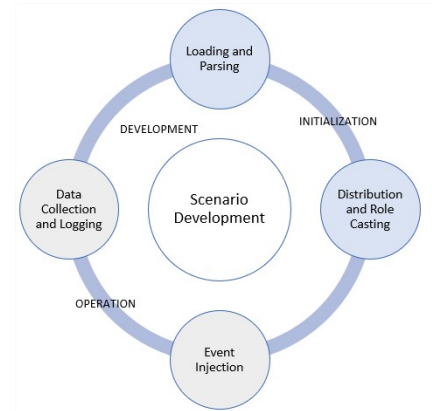 Loading and
Parsing
INITIALIZATION
DEVELOPMENT
Data
Collection
and Logging
Scenario
Development
Distribution
and Role
Casting
OPERATION
Event
Injection